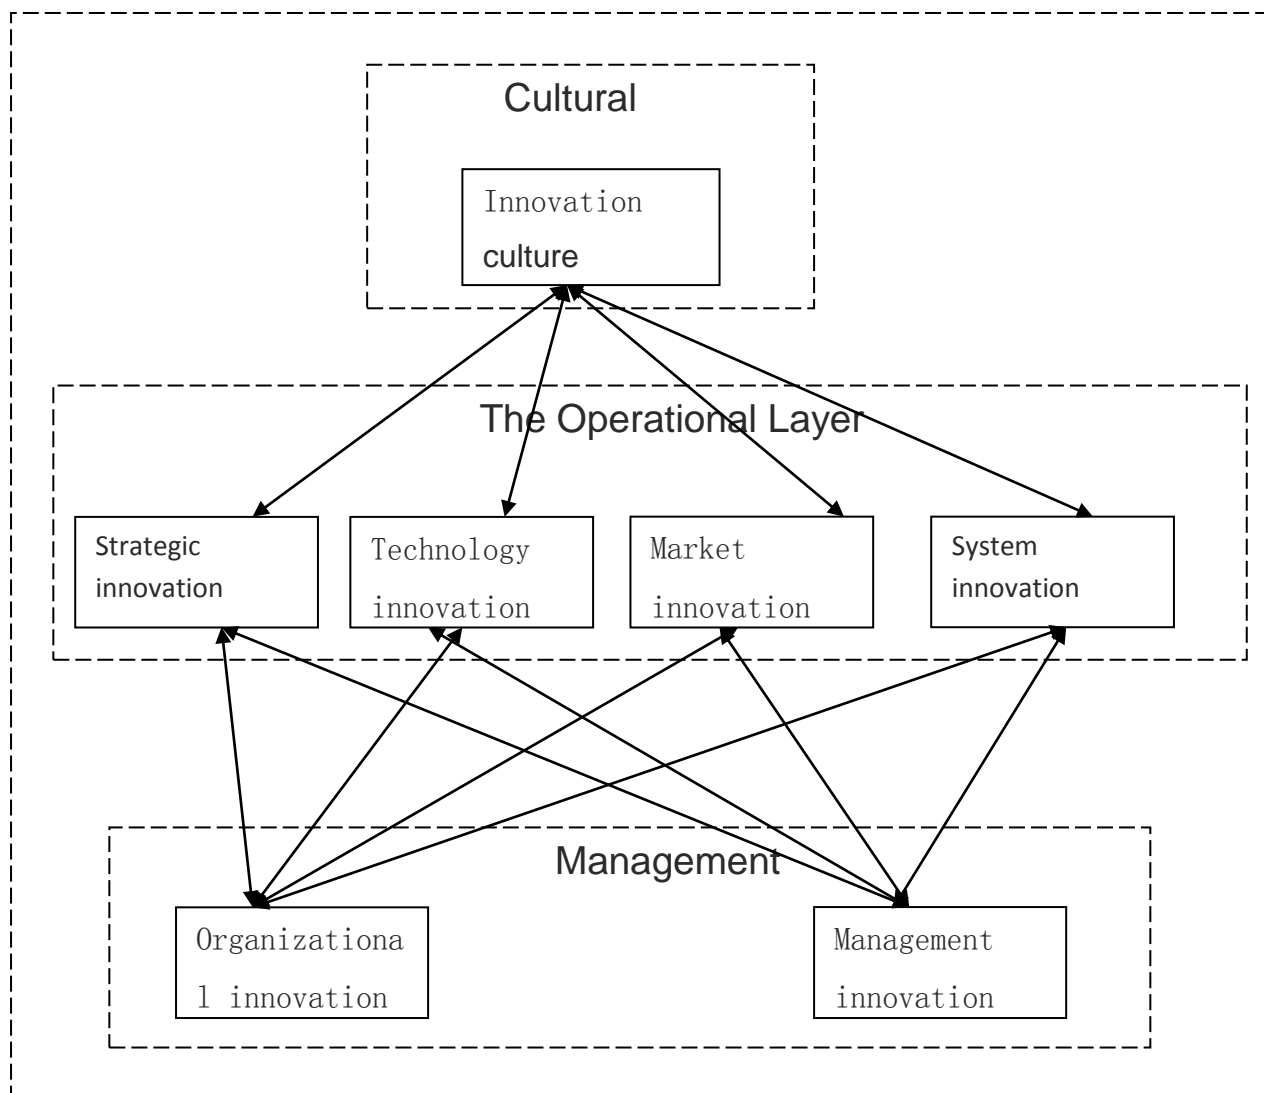 Cultural
Innovation
culture
The Operational Layer
Strategic
innovation
Technology
innovation
Market
innovation
System
innovation
Management
Organizationa
l innovation
Management
innovation